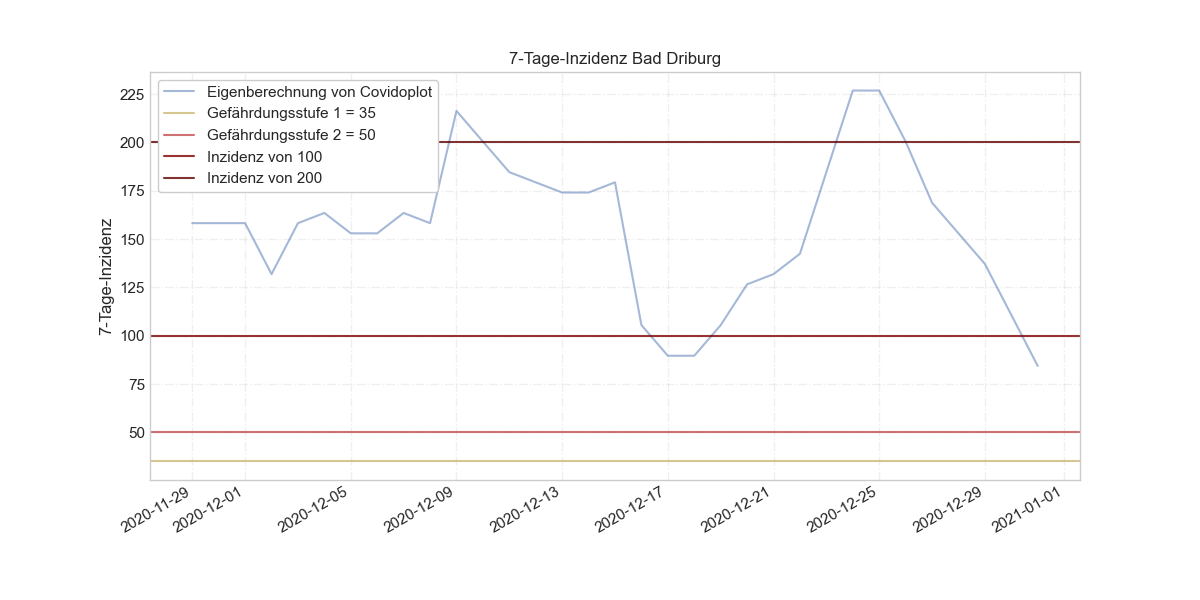 7-Tage-Inzidenz Bad Driburg
Eigenberechnung von Covidoplot
Gefährdungsstufe 1 = 35
Gefährdungsstufe 2 = 50
Inzidenz von 100
Inzidenz von 200
7-Tage-Inzidenz
225
200
175
150
125
100
75
50
2020-11-29
2020-12-01
2020-12-05
2020-12-09
2020-12-13
2020-12-17
2020-12-21
2020-12-25
2020-12-29
2021-01-01